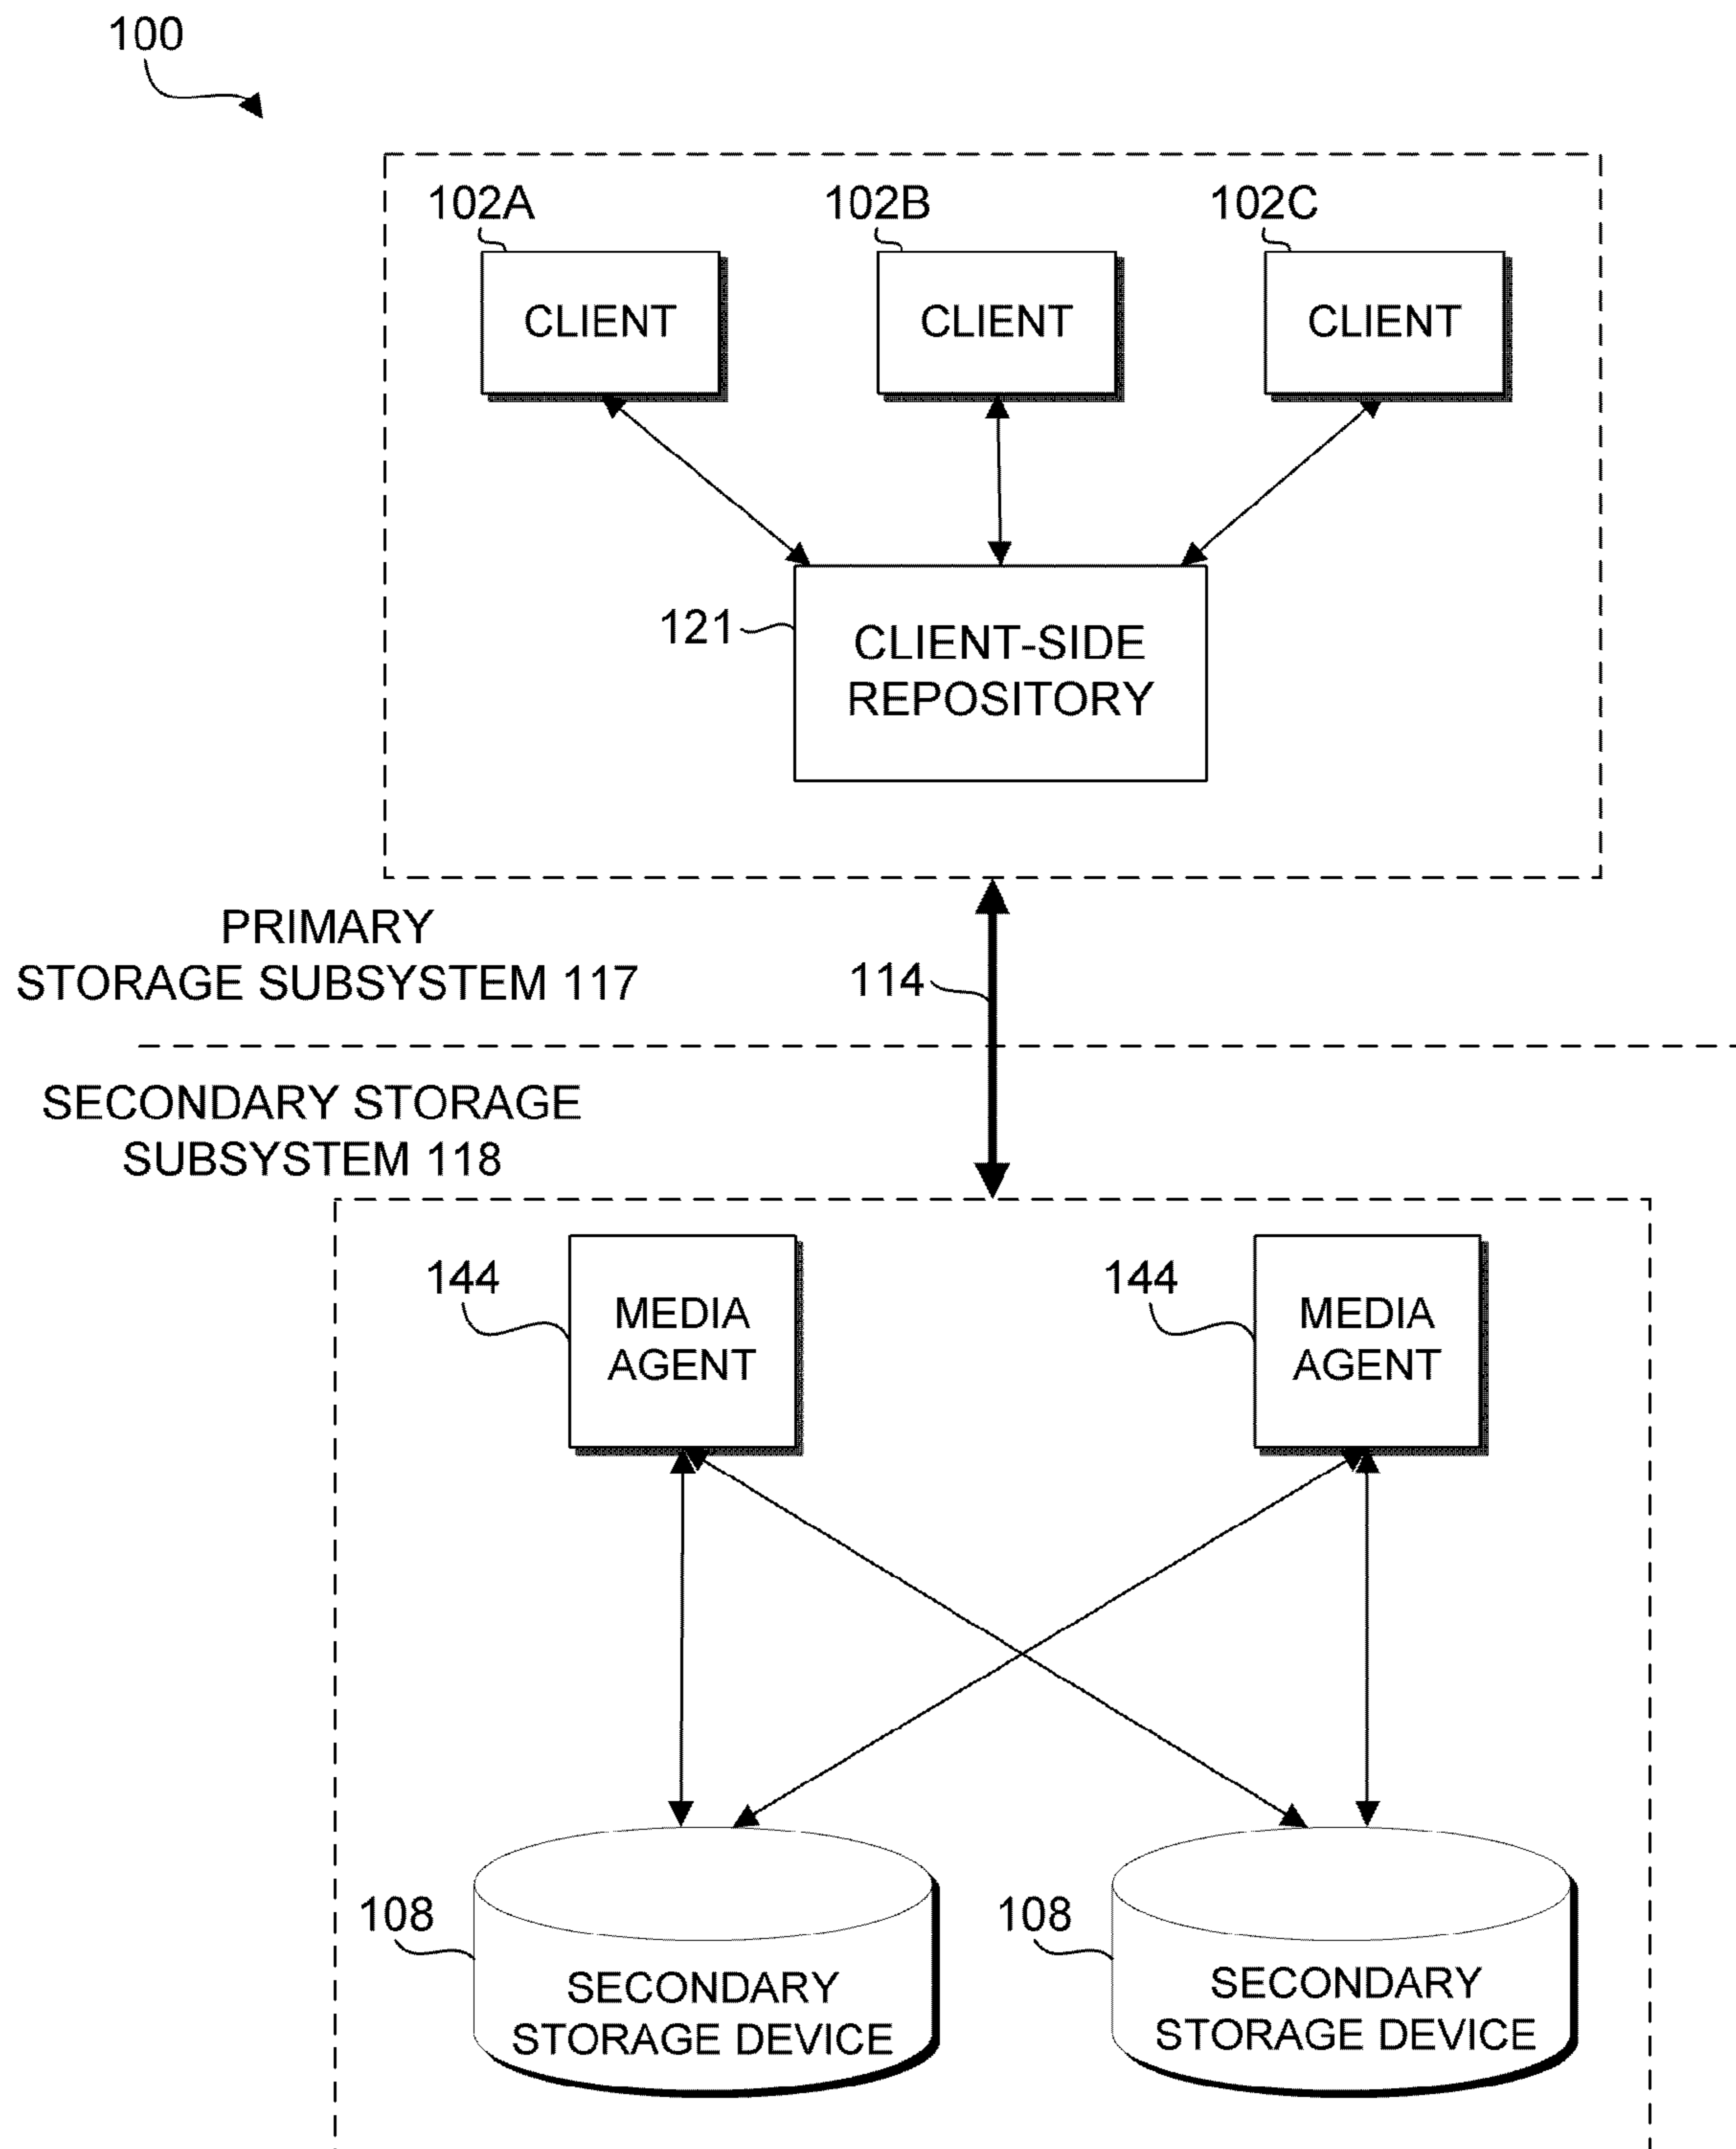 100
102A
102B
102C
CLIENT
CLIENT
CLIENT
121
CLIENT-SIDE
REPOSITORY
PRIMARY
STORAGE SUBSYSTEM 117
114
SECONDARY STORAGE
SUBSYSTEM 118
144
MEDIA
AGENT
144
MEDIA
AGENT
108
SECONDARY
STORAGE DEVICE
108
SECONDARY
STORAGE DEVICE